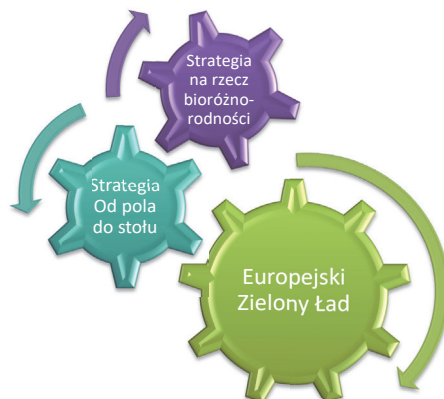 Strategia
na rzecz
bioróżno-
rodności
Strategia
Od pola
do stołu
Europejski
Zielony Ład